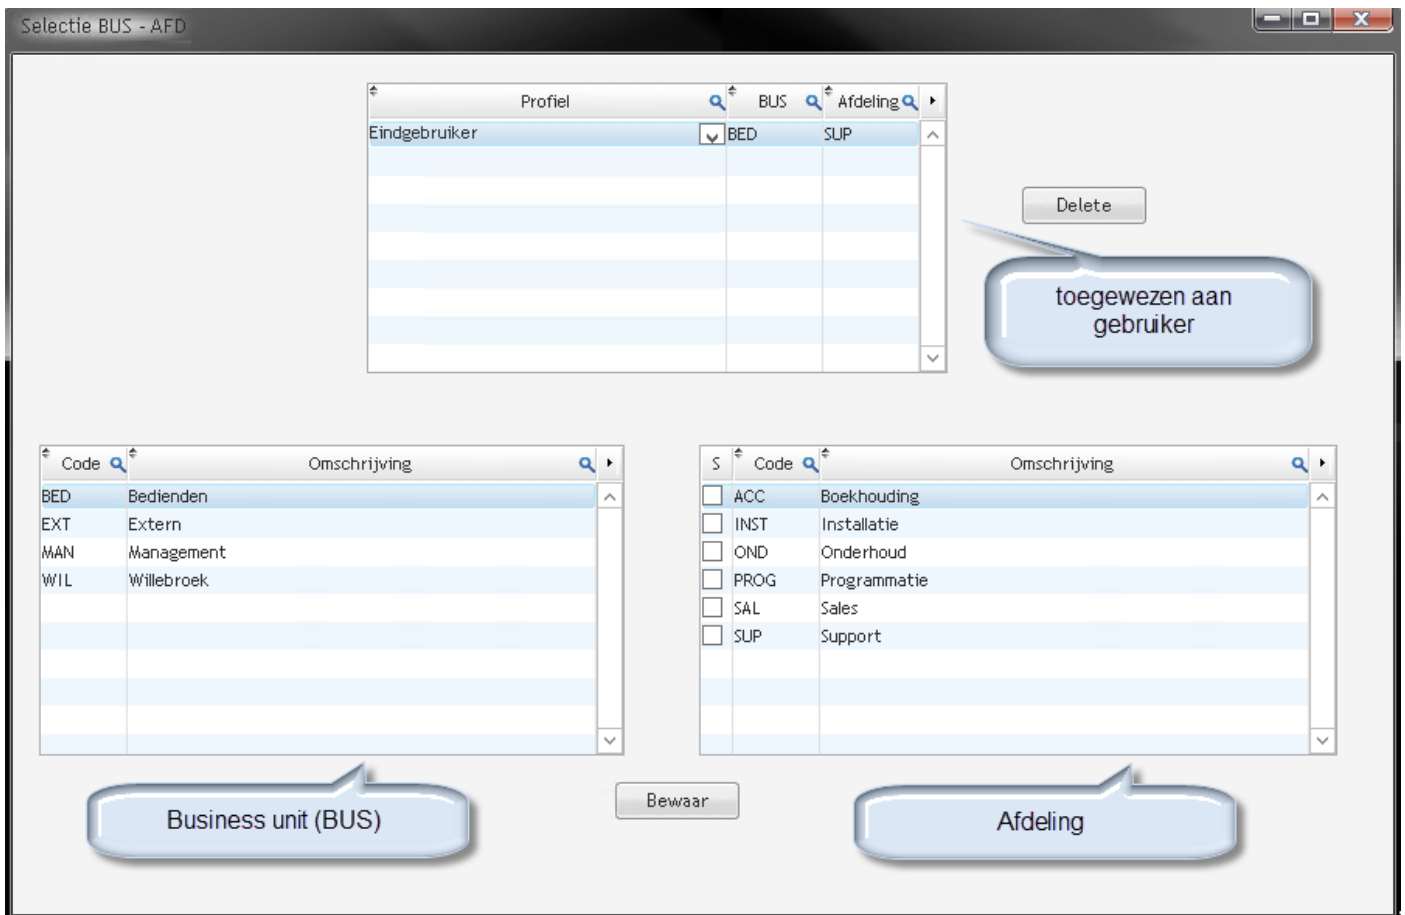 Selectie BUS - AFD
Profiel BUS Afdeling
Eindgebruiker BED SUP
Delete
toegewezen aan
gebruiker
Code Omschrijving
BED Bedienden
EXT Extern
MAN Management
WIL Willebroek
S Code Omschrijving
ACC Boekhouding
INST Installatie
OND Onderhoud
PROG Programmatie
SAL Sales
SUP Support
Business unit (BUS)
Bewaar
Afdeling